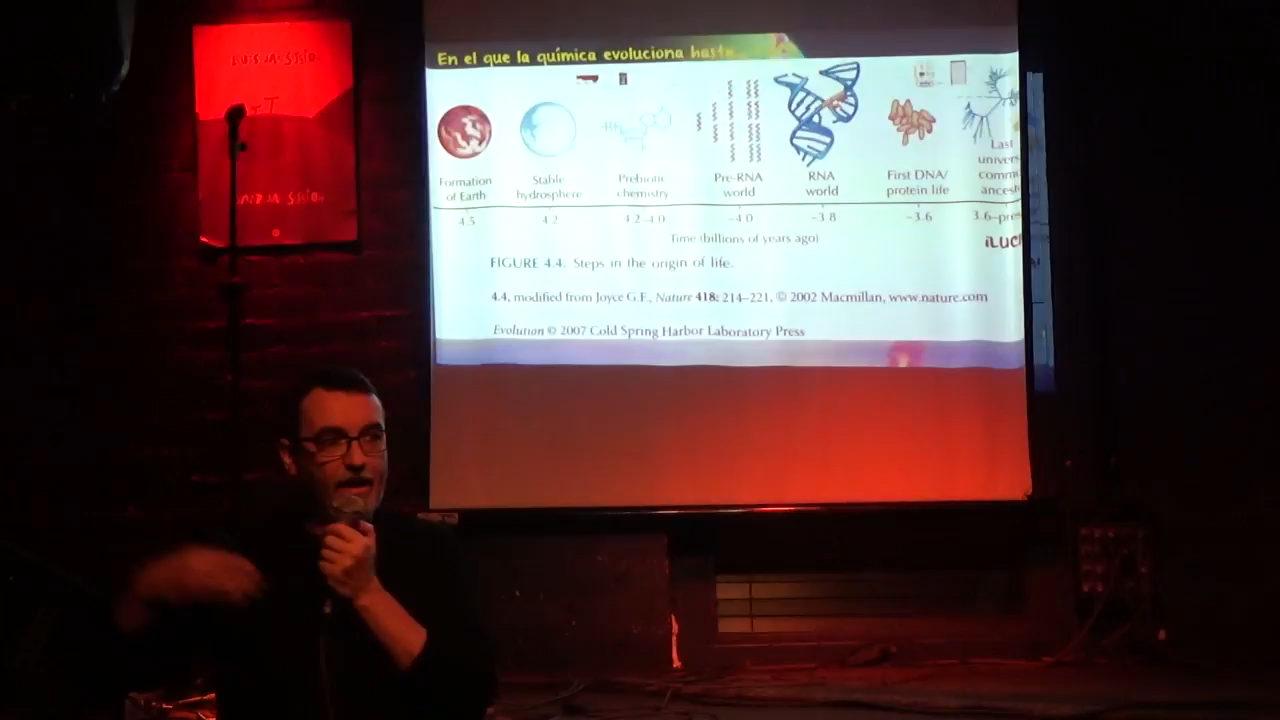 En el que la química evoluciona hasta
Formation of Earth
Stable hydrosphere
Prebiotic chemistry
Pre-RNA world
RNA world
First DNA/ protein life
Last
4.5
4.2
4.2–4.0
~4.0
~3.8
~3.6
Time (billions of years ago)
FIGURE 4.4. Steps in the origin of life.
4.4, modified from Joyce G.F., Nature 418: 214–221, © 2002 Macmillan, www.nature.com
Evolution © 2007 Cold Spring Harbor Laboratory Press